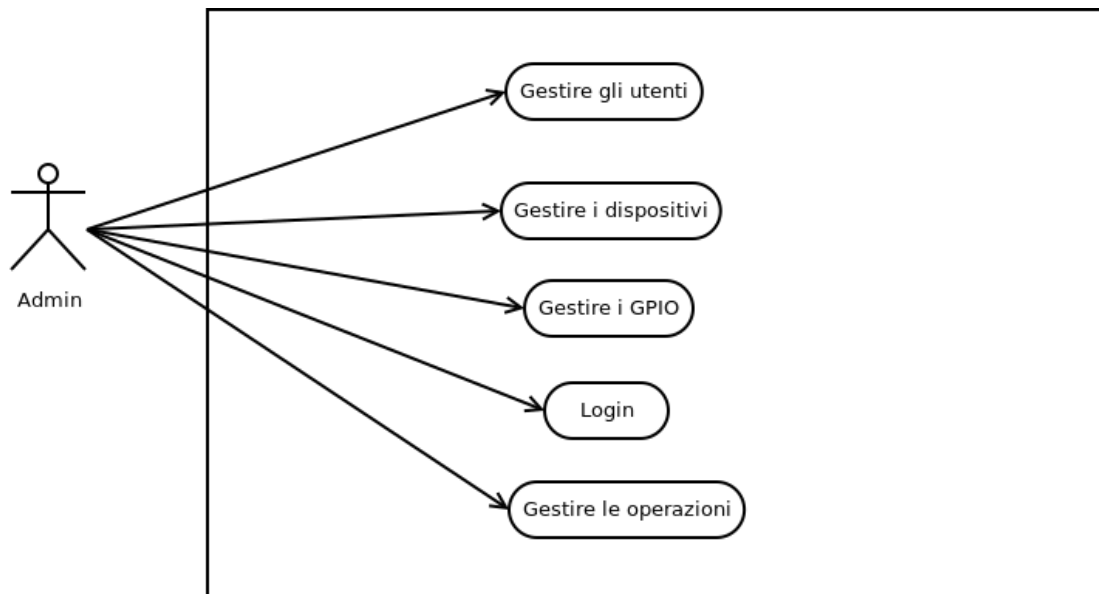 Gestire gli utenti
Gestire i dispositivi
Admin
Gestire i GPIO
Login
Gestire le operazioni